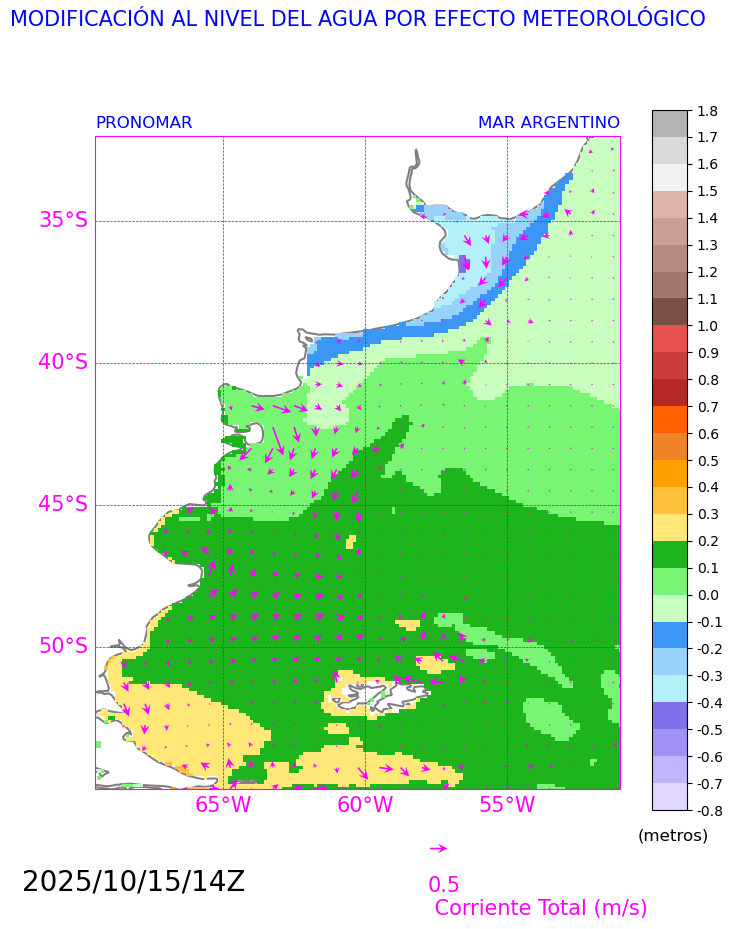 MODIFICACIÓN AL NIVEL DEL AGUA POR EFECTO METEOROLÓGICO
PRONOMAR MAR ARGENTINO
35°S
40°S
45°S
50°S
65°W 60°W 55°W
1.8
1.7
1.6
1.5
1.4
1.3
1.2
1.1
1.0
0.9
0.8
0.7
0.6
0.5
0.4
0.3
0.2
0.1
0.0
-0.1
-0.2
-0.3
-0.4
-0.5
-0.6
-0.7
-0.8
(metros)
2025/10/15/14Z
0.5
Corriente Total (m/s)